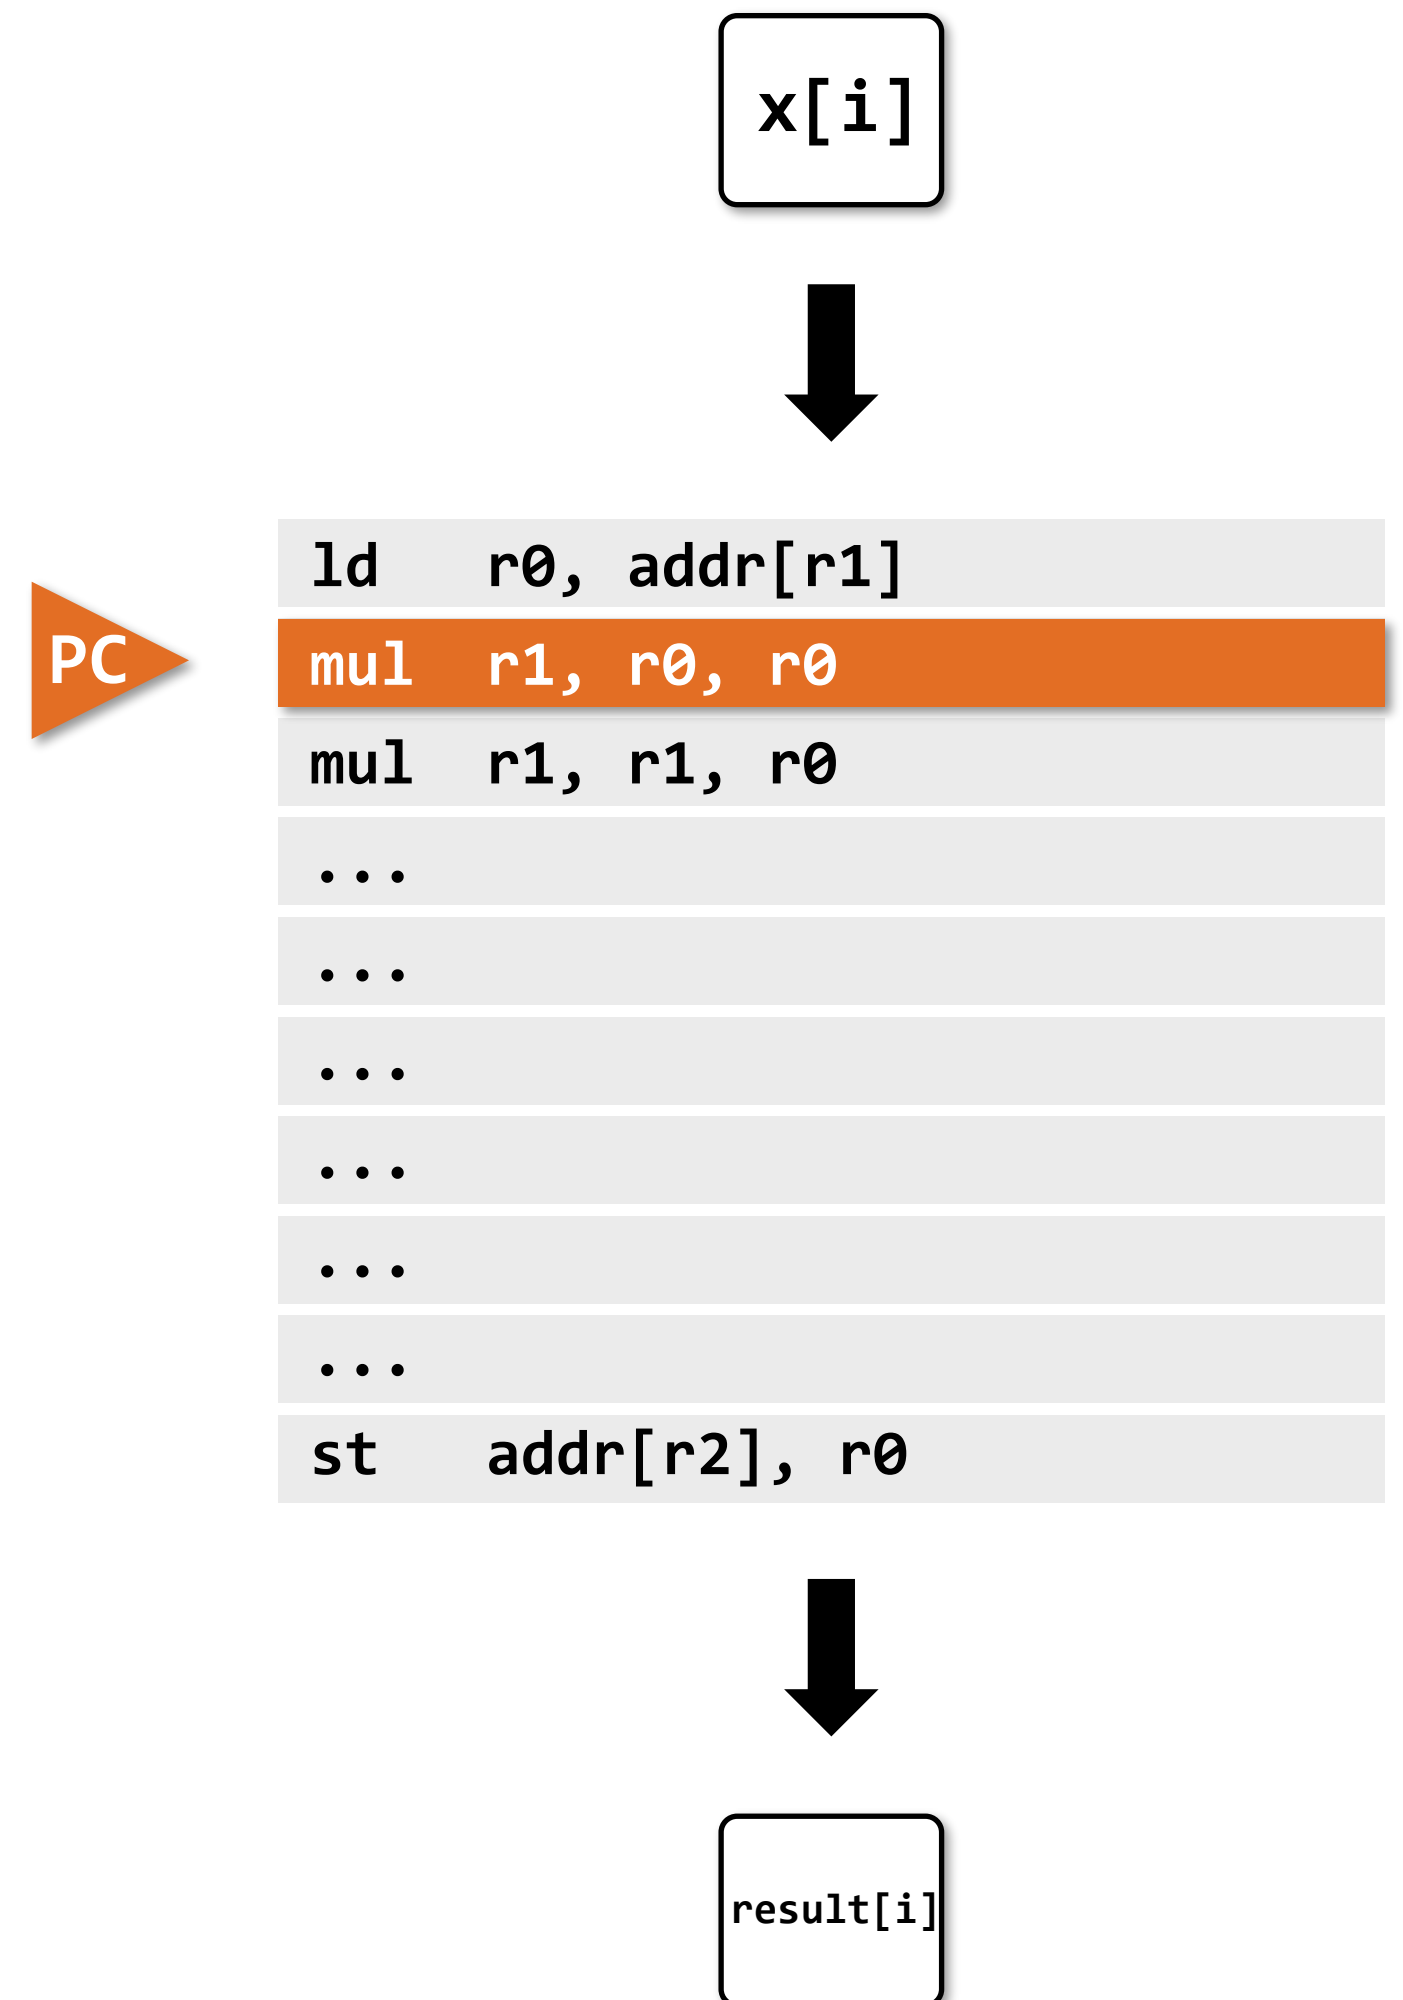 x[i]
ld r0, addr[r1]
PC
mul r1, r0, r0
mul r1, r1, r0
...
...
...
...
...
...
st addr[r2], r0
result[i]